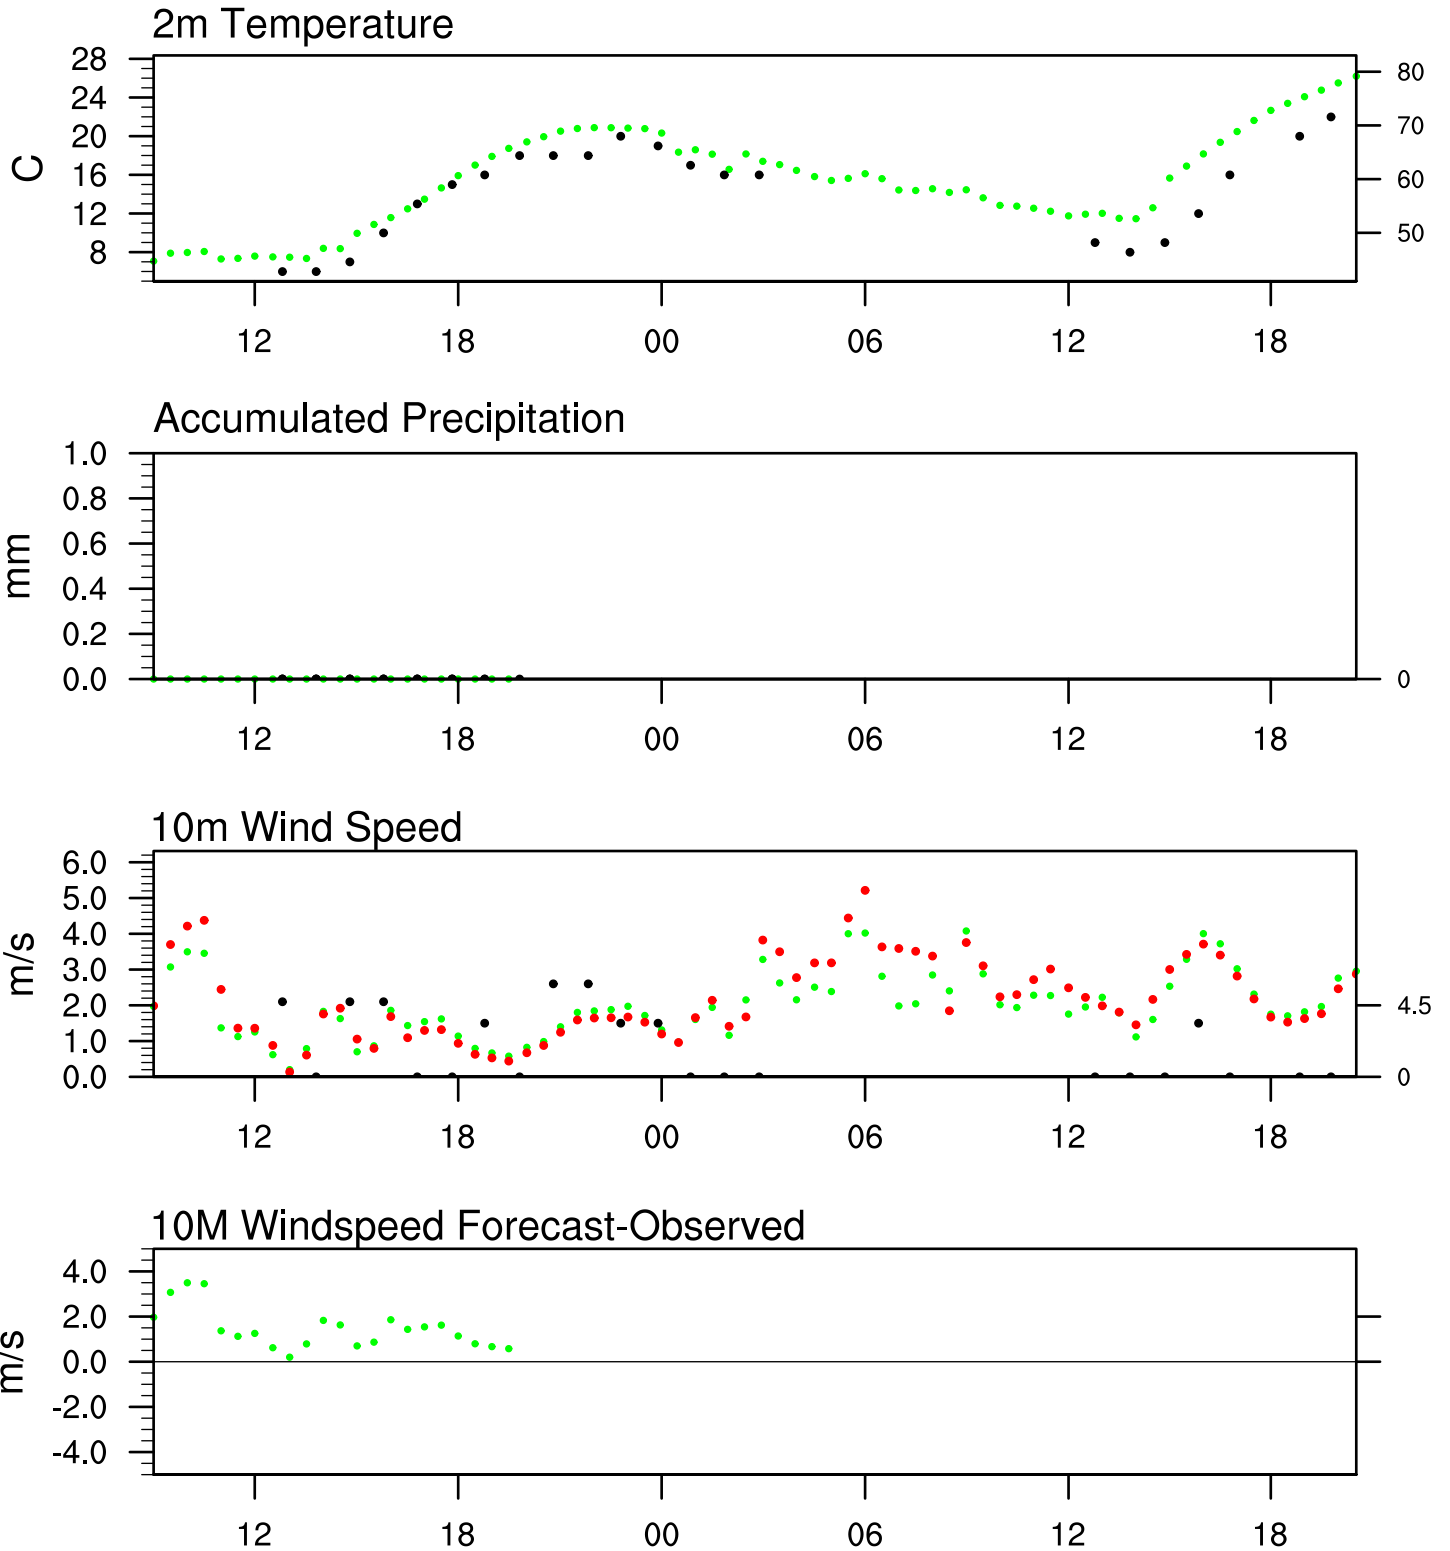 2m Temperature
28
24
20
16
12
8
C
80
70
60
50
12 18 00 06 12 18
Accumulated Precipitation
1.0
0.8
0.6
0.4
0.2
0.0
mm
0
12 18 00 06 12 18
10m Wind Speed
6.0
5.0
4.0
3.0
2.0
1.0
0.0
m/s
4.5
0
12 18 00 06 12 18
10M Windspeed Forecast-Observed
4.0
2.0
0.0
-2.0
-4.0
m/s
12 18 00 06 12 18